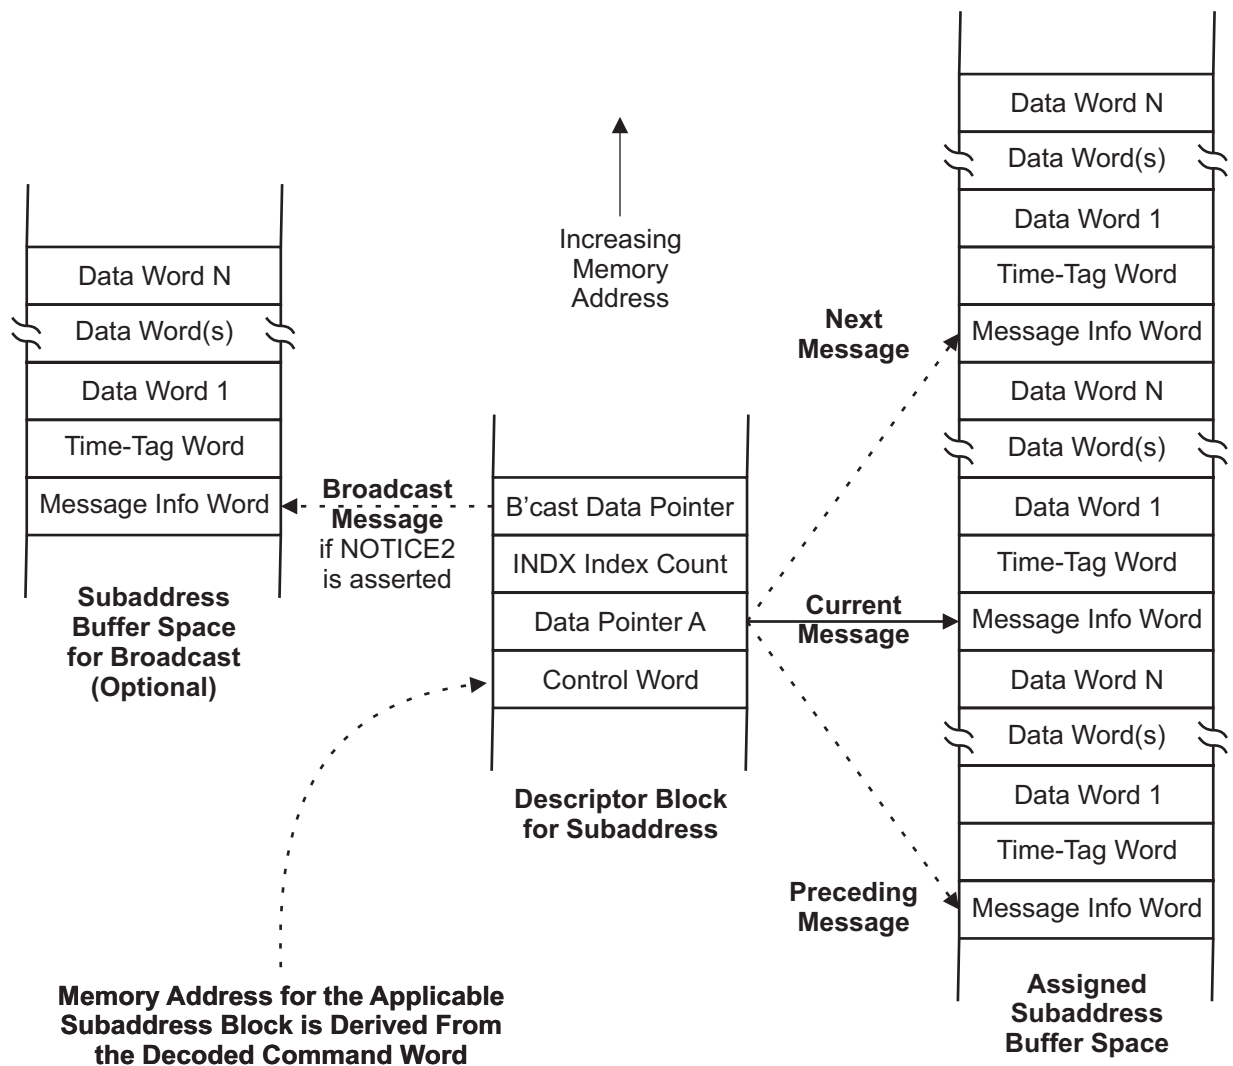 Data Word N
Data Word(s)
Data Word 1
Time-Tag Word
Message Info Word
Subaddress
Buffer Space
for Broadcast
(Optional)
Broadcast
Message
if NOTICE2
is asserted
Increasing
Memory
Address
B’cast Data Pointer
INDX Index Count
Data Pointer A
Control Word
Descriptor Block
for Subaddress
Memory Address for the Applicable
Subaddress Block is Derived From
the Decoded Command Word
Next
Message
Current
Message
Preceding
Message
Data Word N
Data Word(s)
Data Word 1
Time-Tag Word
Message Info Word
Data Word N
Data Word(s)
Data Word 1
Time-Tag Word
Message Info Word
Data Word N
Data Word(s)
Data Word 1
Time-Tag Word
Message Info Word
Assigned
Subaddress
Buffer Space